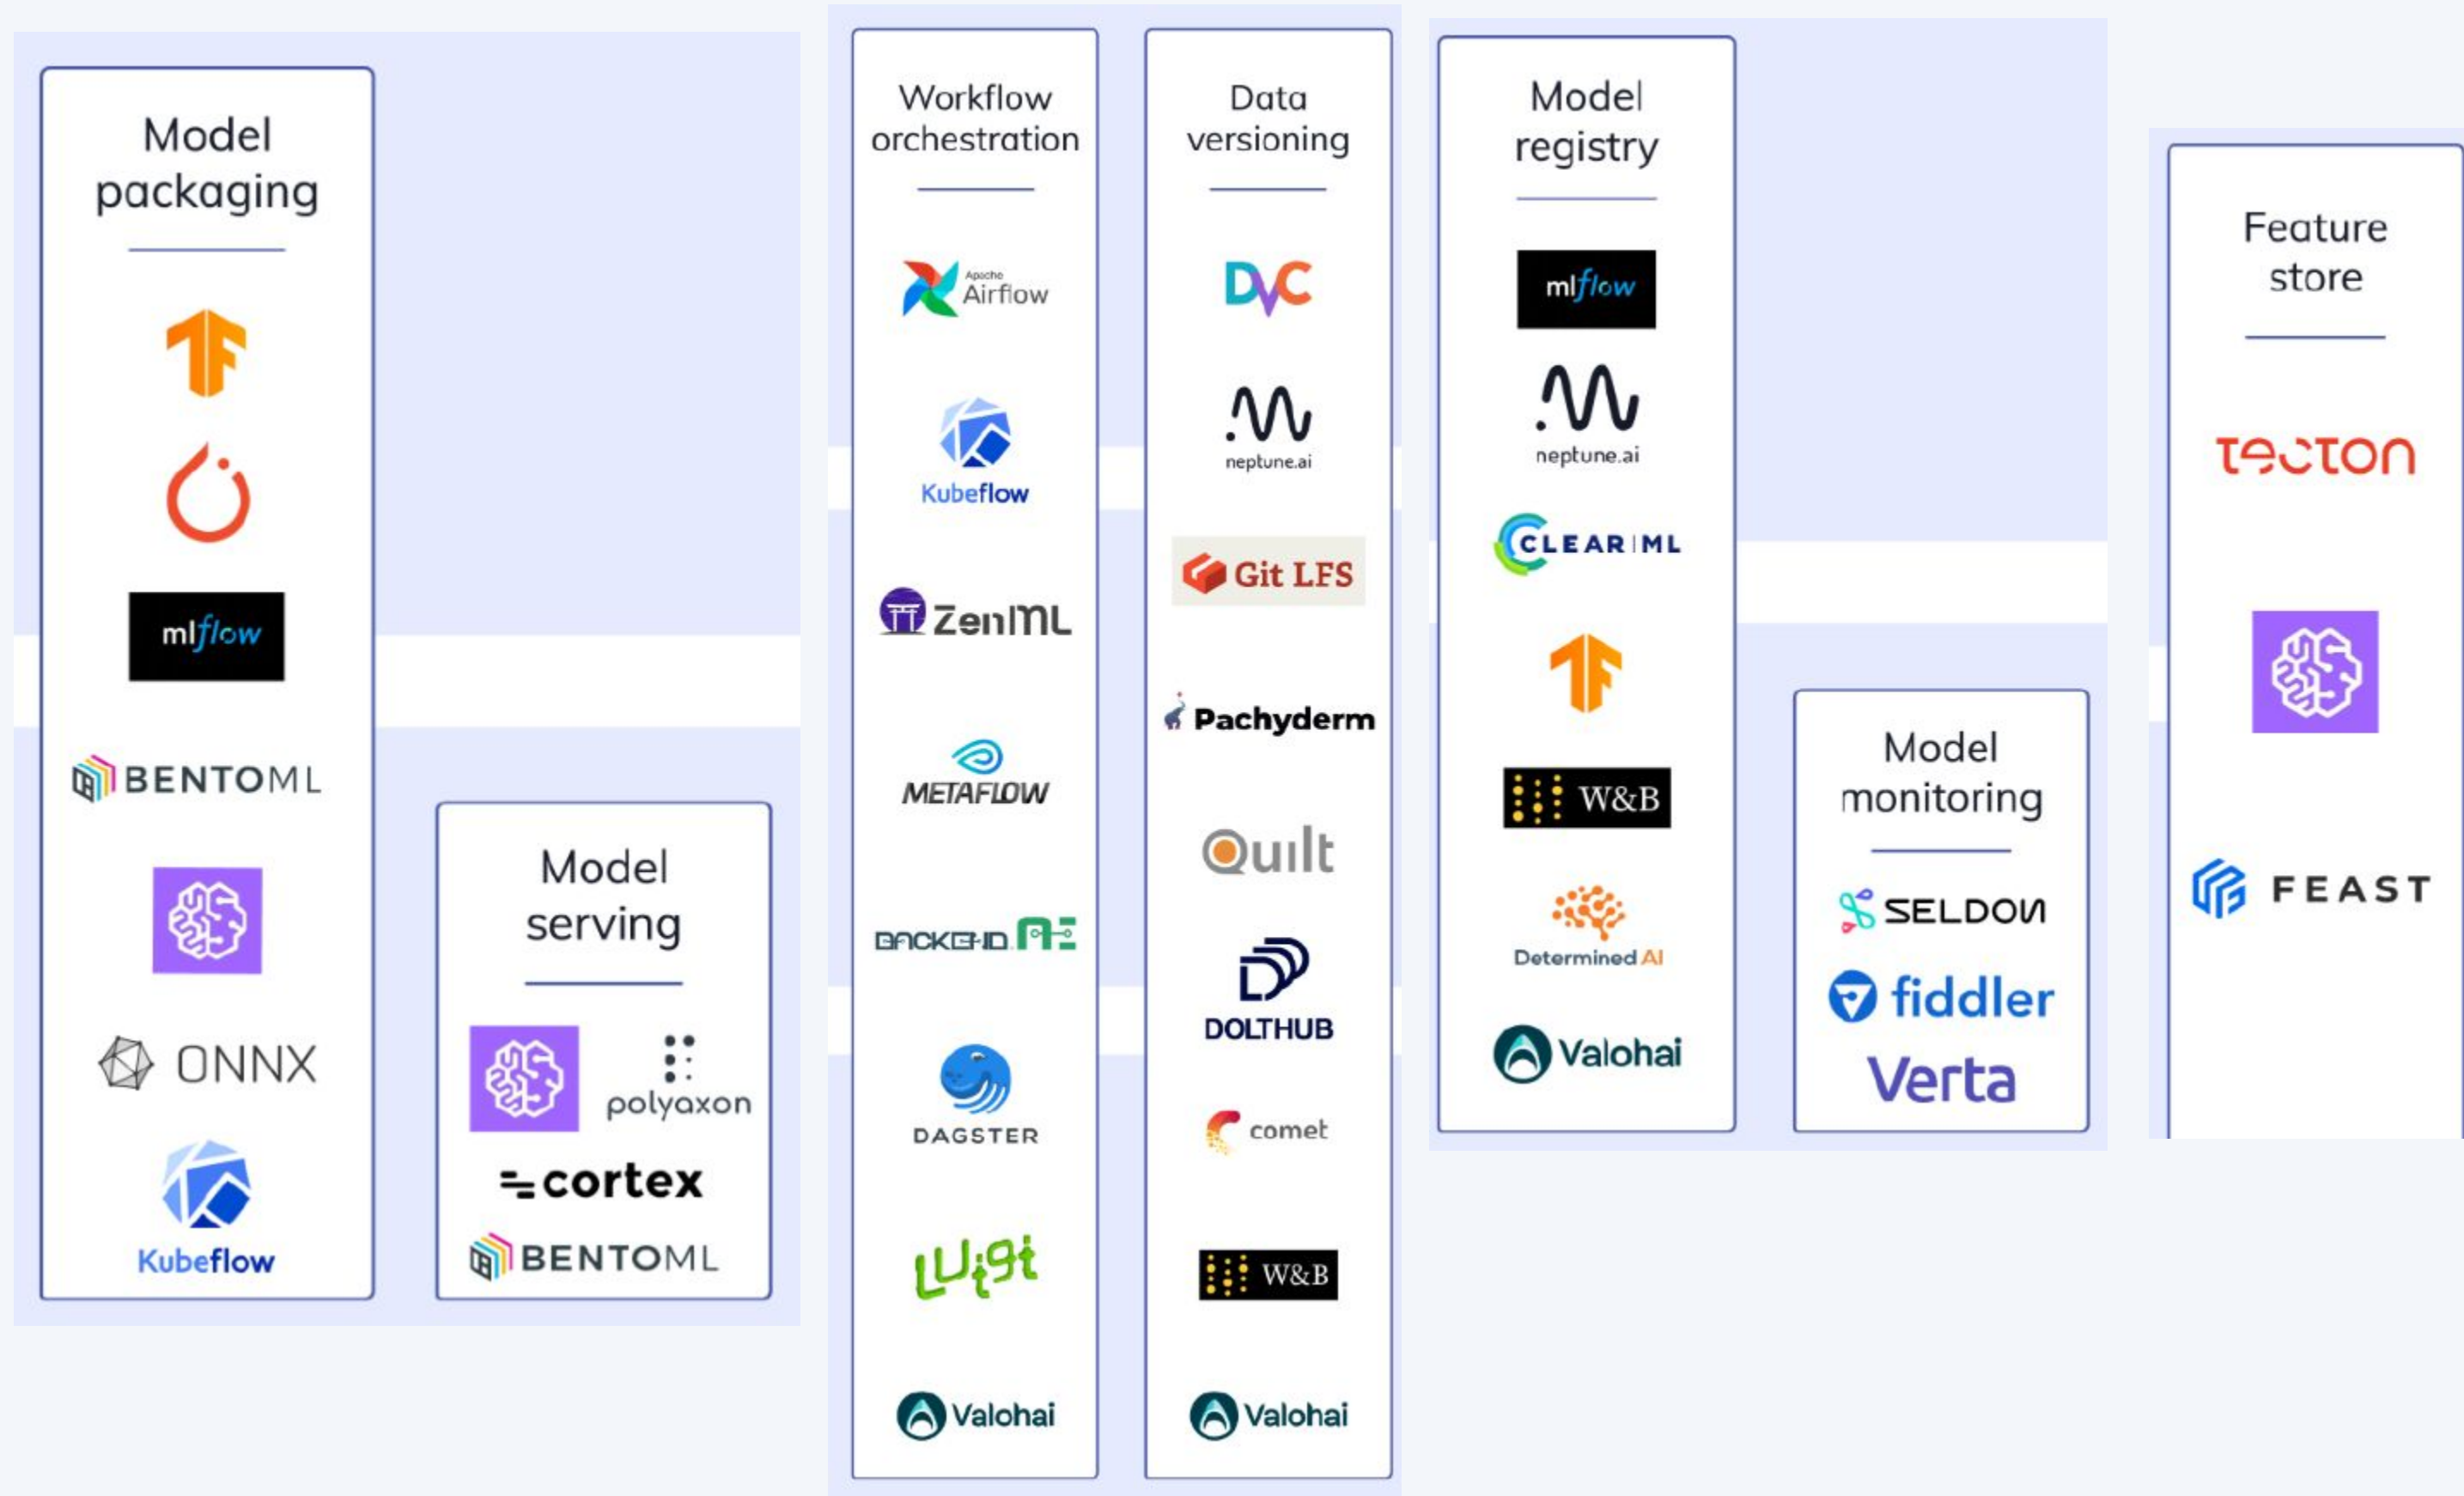 Model
packaging
mlflow
BENTOML
ONNX
Kubeflow
Model
serving
polyaxon
cortex
BENTOML
Workflow
orchestration
Apache
Airflow
Kubeflow
ZenML
METAFLOW
BACKEND.AI
DAGSTER
Luigi
Valohai
Data
versioning
DVC
neptune.ai
Git LFS
Pachyderm
Quilt
DOLTHUB
comet
W&B
Valohai
Model
registry
mlflow
neptune.ai
CLEAR|ML
W&B
Determined AI
Valohai
Model
monitoring
SELDON
fiddler
Verta
Feature
store
TECTON
FEAST